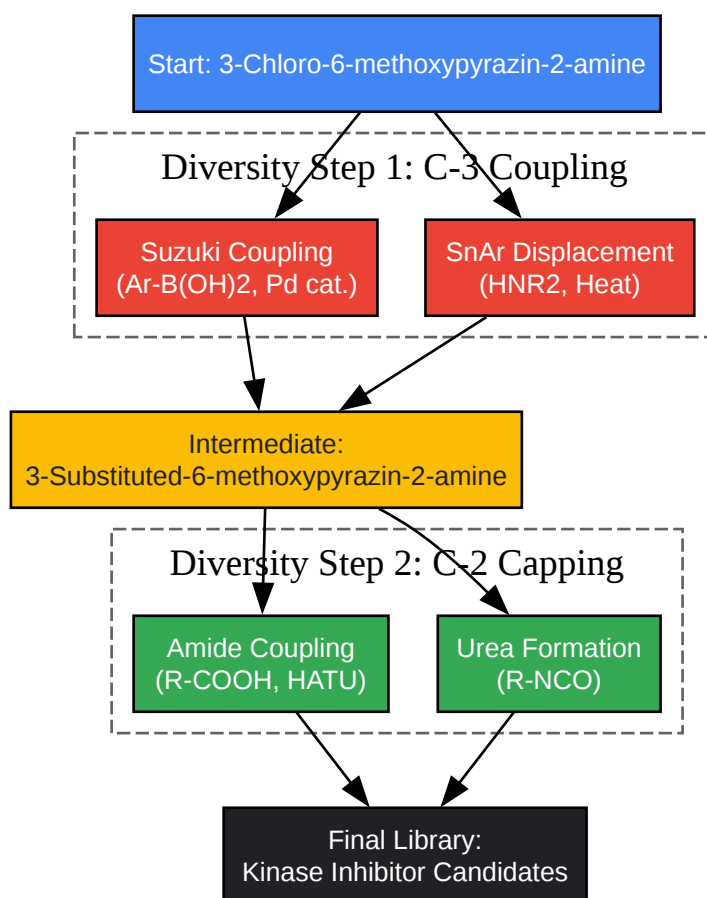 Start: 3-Chloro-6-methoxypyrazin-2-amine
Diversity Step 1: C-3 Coupling
Suzuki Coupling
(Ar-B(OH)2, Pd cat.)
SnAr Displacement
(HNR2, Heat)
Intermediate:
3-Substituted-6-methoxypyrazin-2-amine
Diversity Step 2: C-2 Capping
Amide Coupling
(R-COOH, HATU)
Urea Formation
(R-NCO)
Final Library:
Kinase Inhibitor Candidates